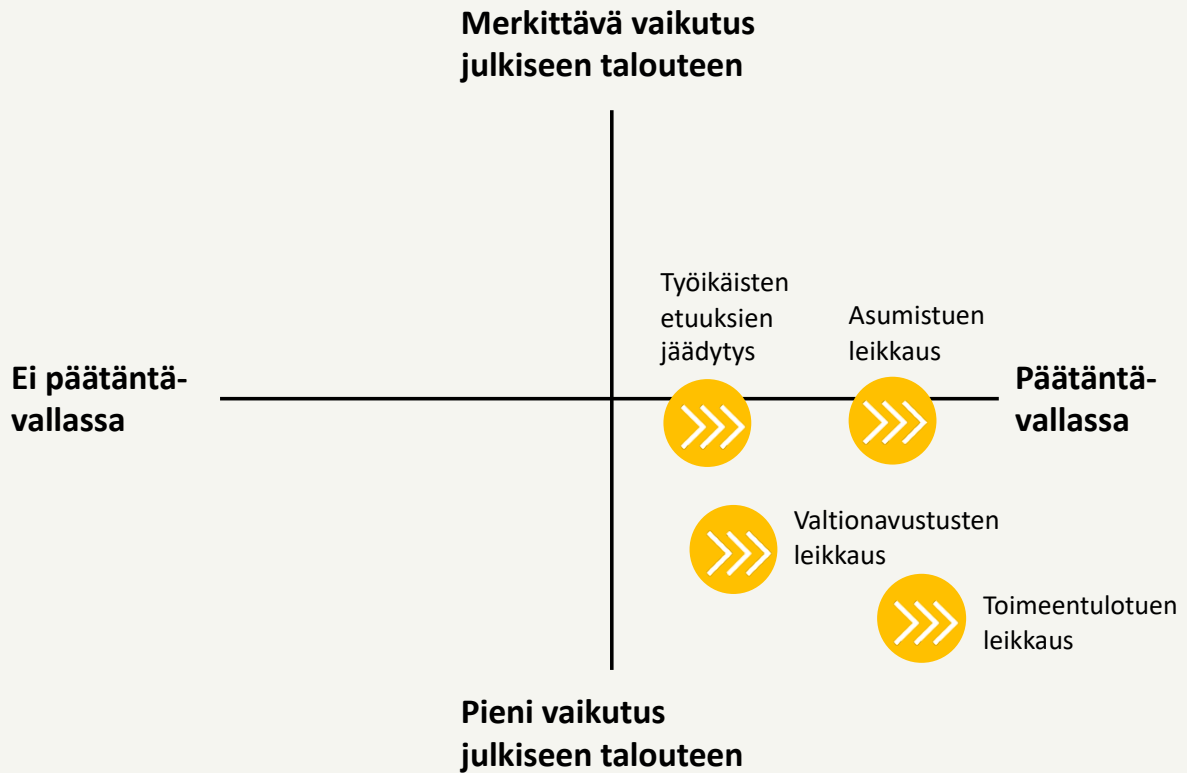 Merkittävä vaikutus
julkiseen talouteen
Työikäisten
etuuksien
jäädytys
Asumistuen
leikkaus
Ei päätäntä-
vallassa
Päätäntä-
vallassa
Valtionavustusten
leikkaus
Toimeentulotuen
leikkaus
Pieni vaikutus
julkiseen talouteen